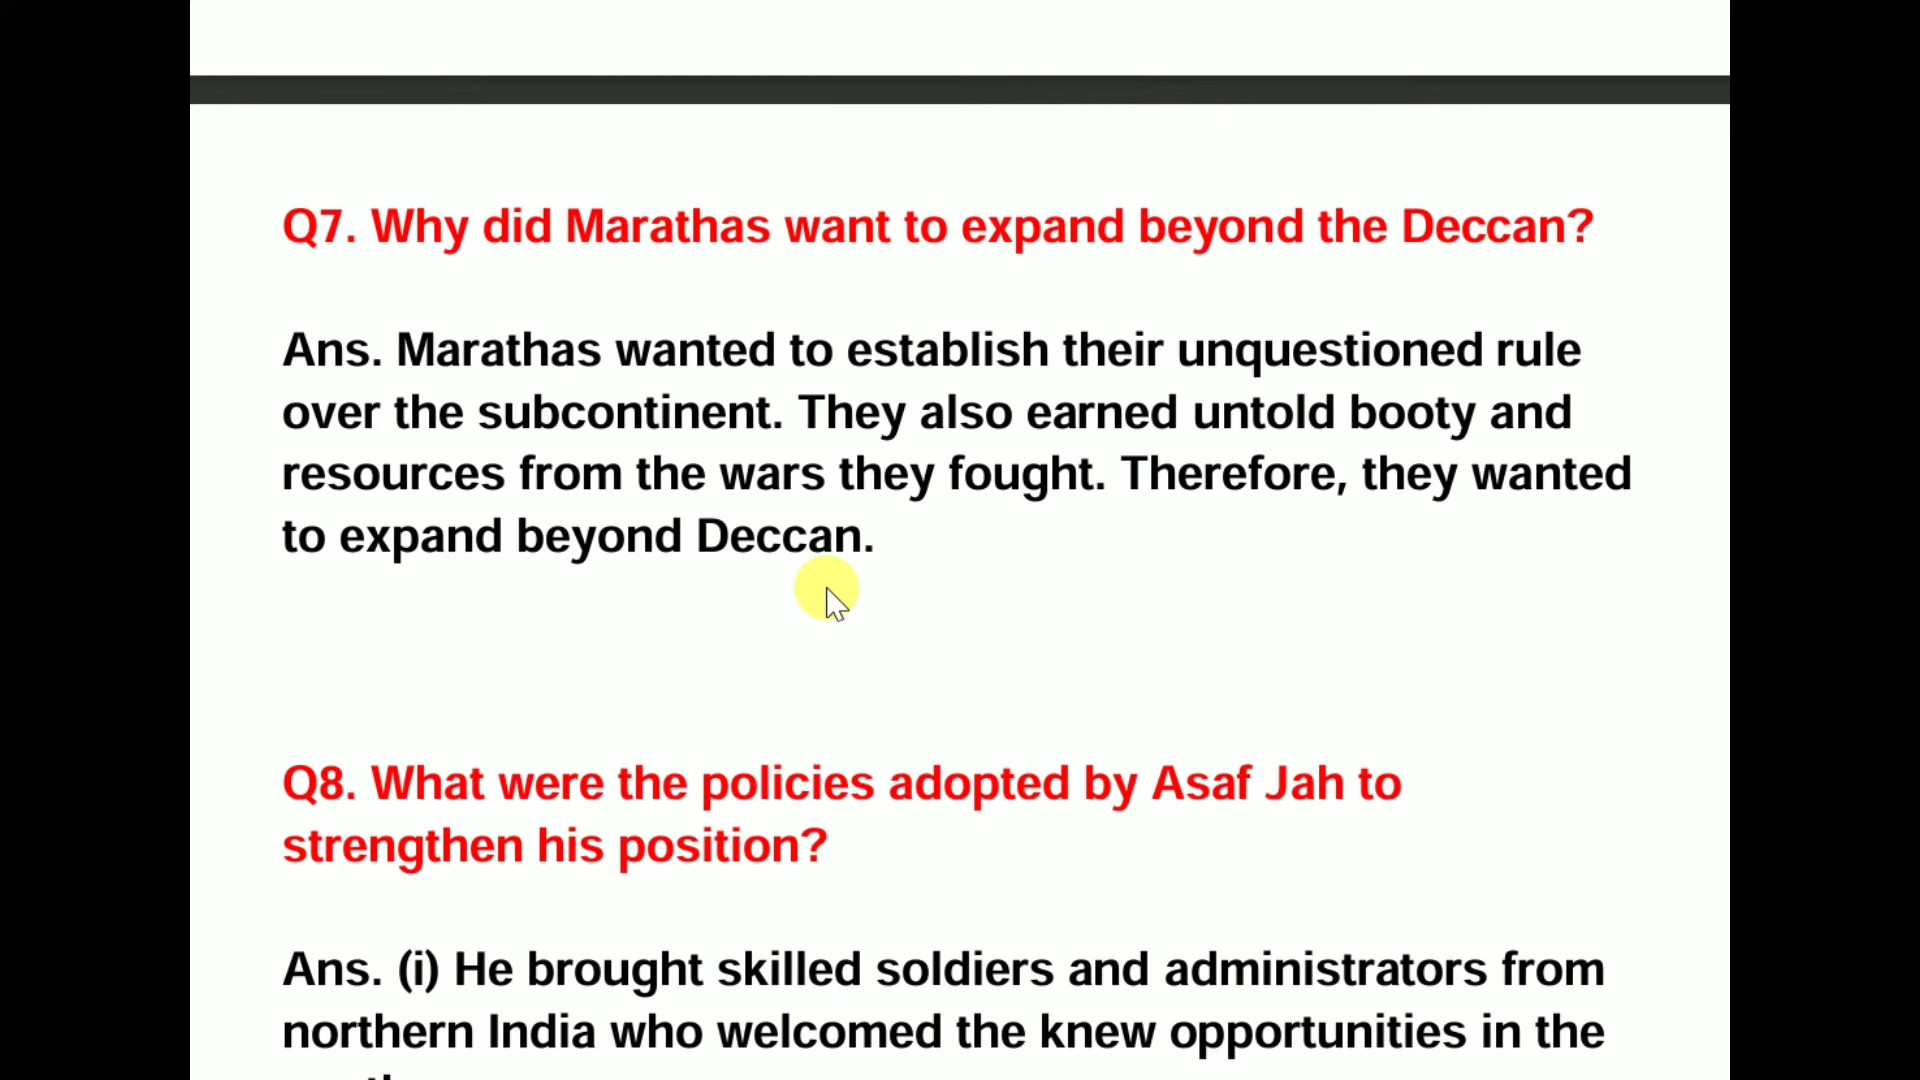 Q7. Why did Marathas want to expand beyond the Deccan?
Ans. Marathas wanted to establish their unquestioned rule
over the subcontinent. They also earned untold booty and
resources from the wars they fought. Therefore, they wanted
to expand beyond Deccan.
Q8. What were the policies adopted by Asaf Jah to
strengthen his position?
Ans. (i) He brought skilled soldiers and administrators from
northern India who welcomed the knew opportunities in the